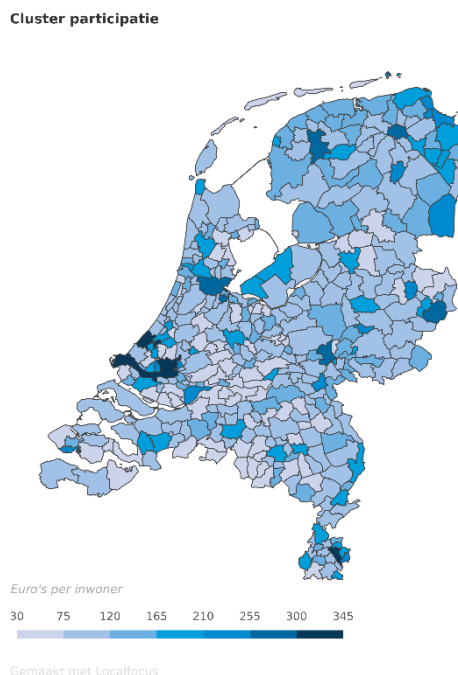 Cluster participatie
Euro's per inwoner
30 75 120 165 210 255 300 345
Gemaakt met Localfocus